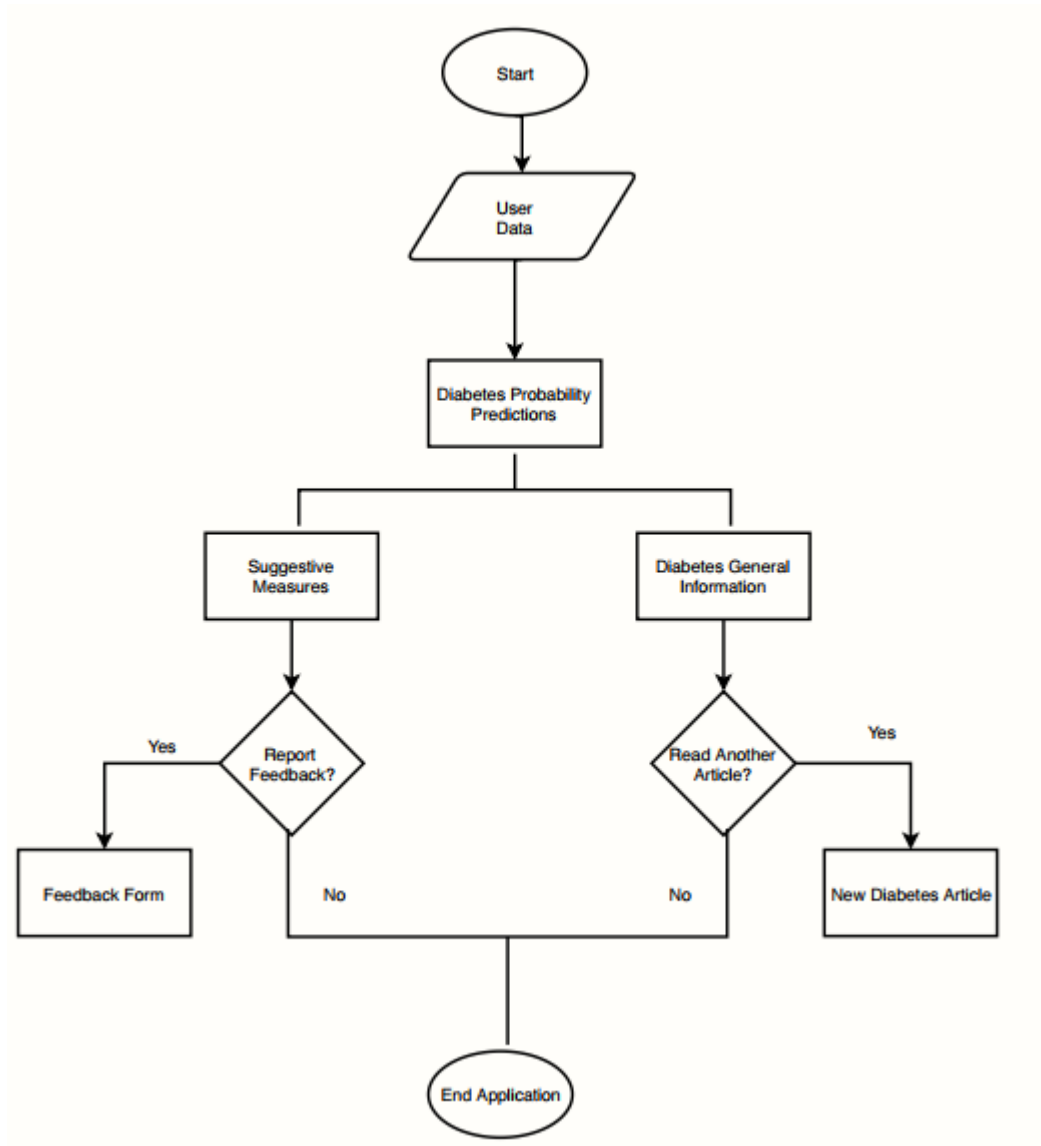 Start
User
Data
Diabetes Probability
Predictions
Suggestive
Measures
Diabetes General
Information
Yes
Report
Feedback?
Read Another
Article?
Yes
Feedback Form
No
No
New Diabetes Article
End Application